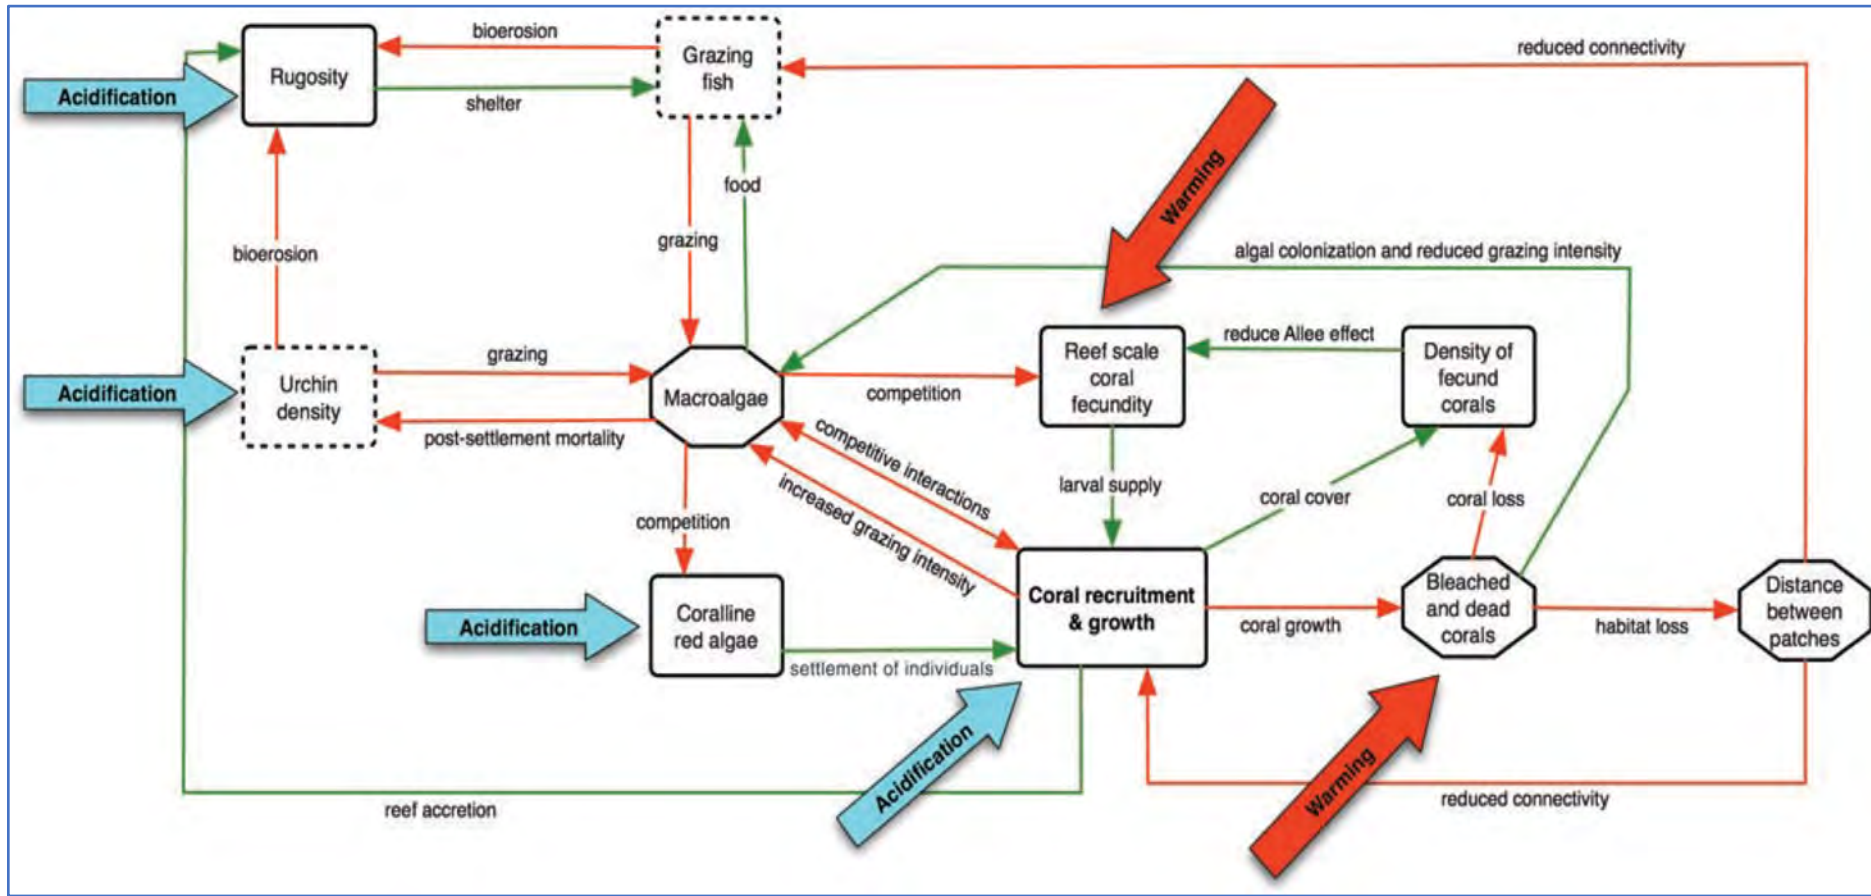 bioerosion
reduced connectivity
Grazing
fish
Rugosity
Acidification
shelter
Warming
food
grazing
bioerosion
algal colonization and reduced grazing intensity
reduce Allee effect
Reef scale
coral
fecundity
Density of
fecund
corals
grazing
Urchin
density
Acidification
Macroalgae
competition
post-settlement mortality
competitive interactions
increased grazing intensity
larval supply
coral cover
coral loss
competition
Coralline
red algae
Acidification
settlement of individuals
Coral recruitment
& growth
coral growth
Bleached
and dead
corals
habitat loss
Distance
between
patches
Acidification
Warming
reduced connectivity
reef accretion